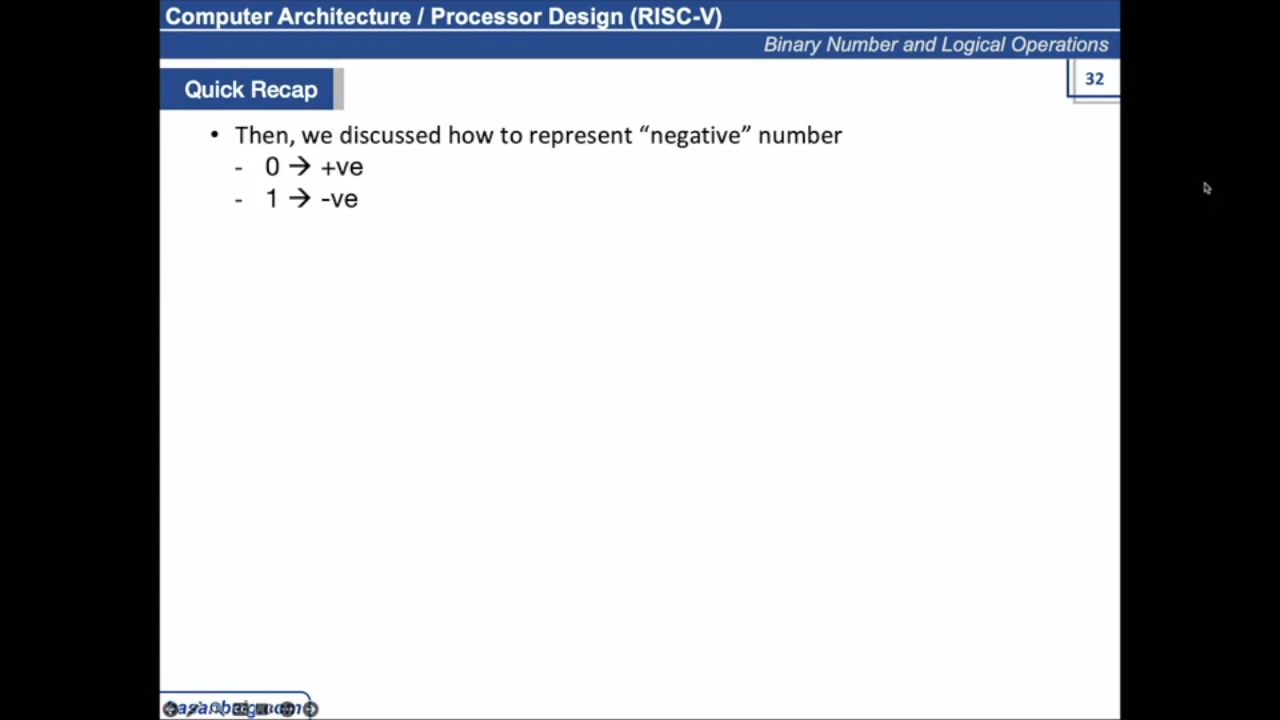 Computer Architecture / Processor Design (RISC-V)
Binary Number and Logical Operations
Quick Recap
32
• Then, we discussed how to represent “negative” number
- 0 → +ve
- 1 → -ve